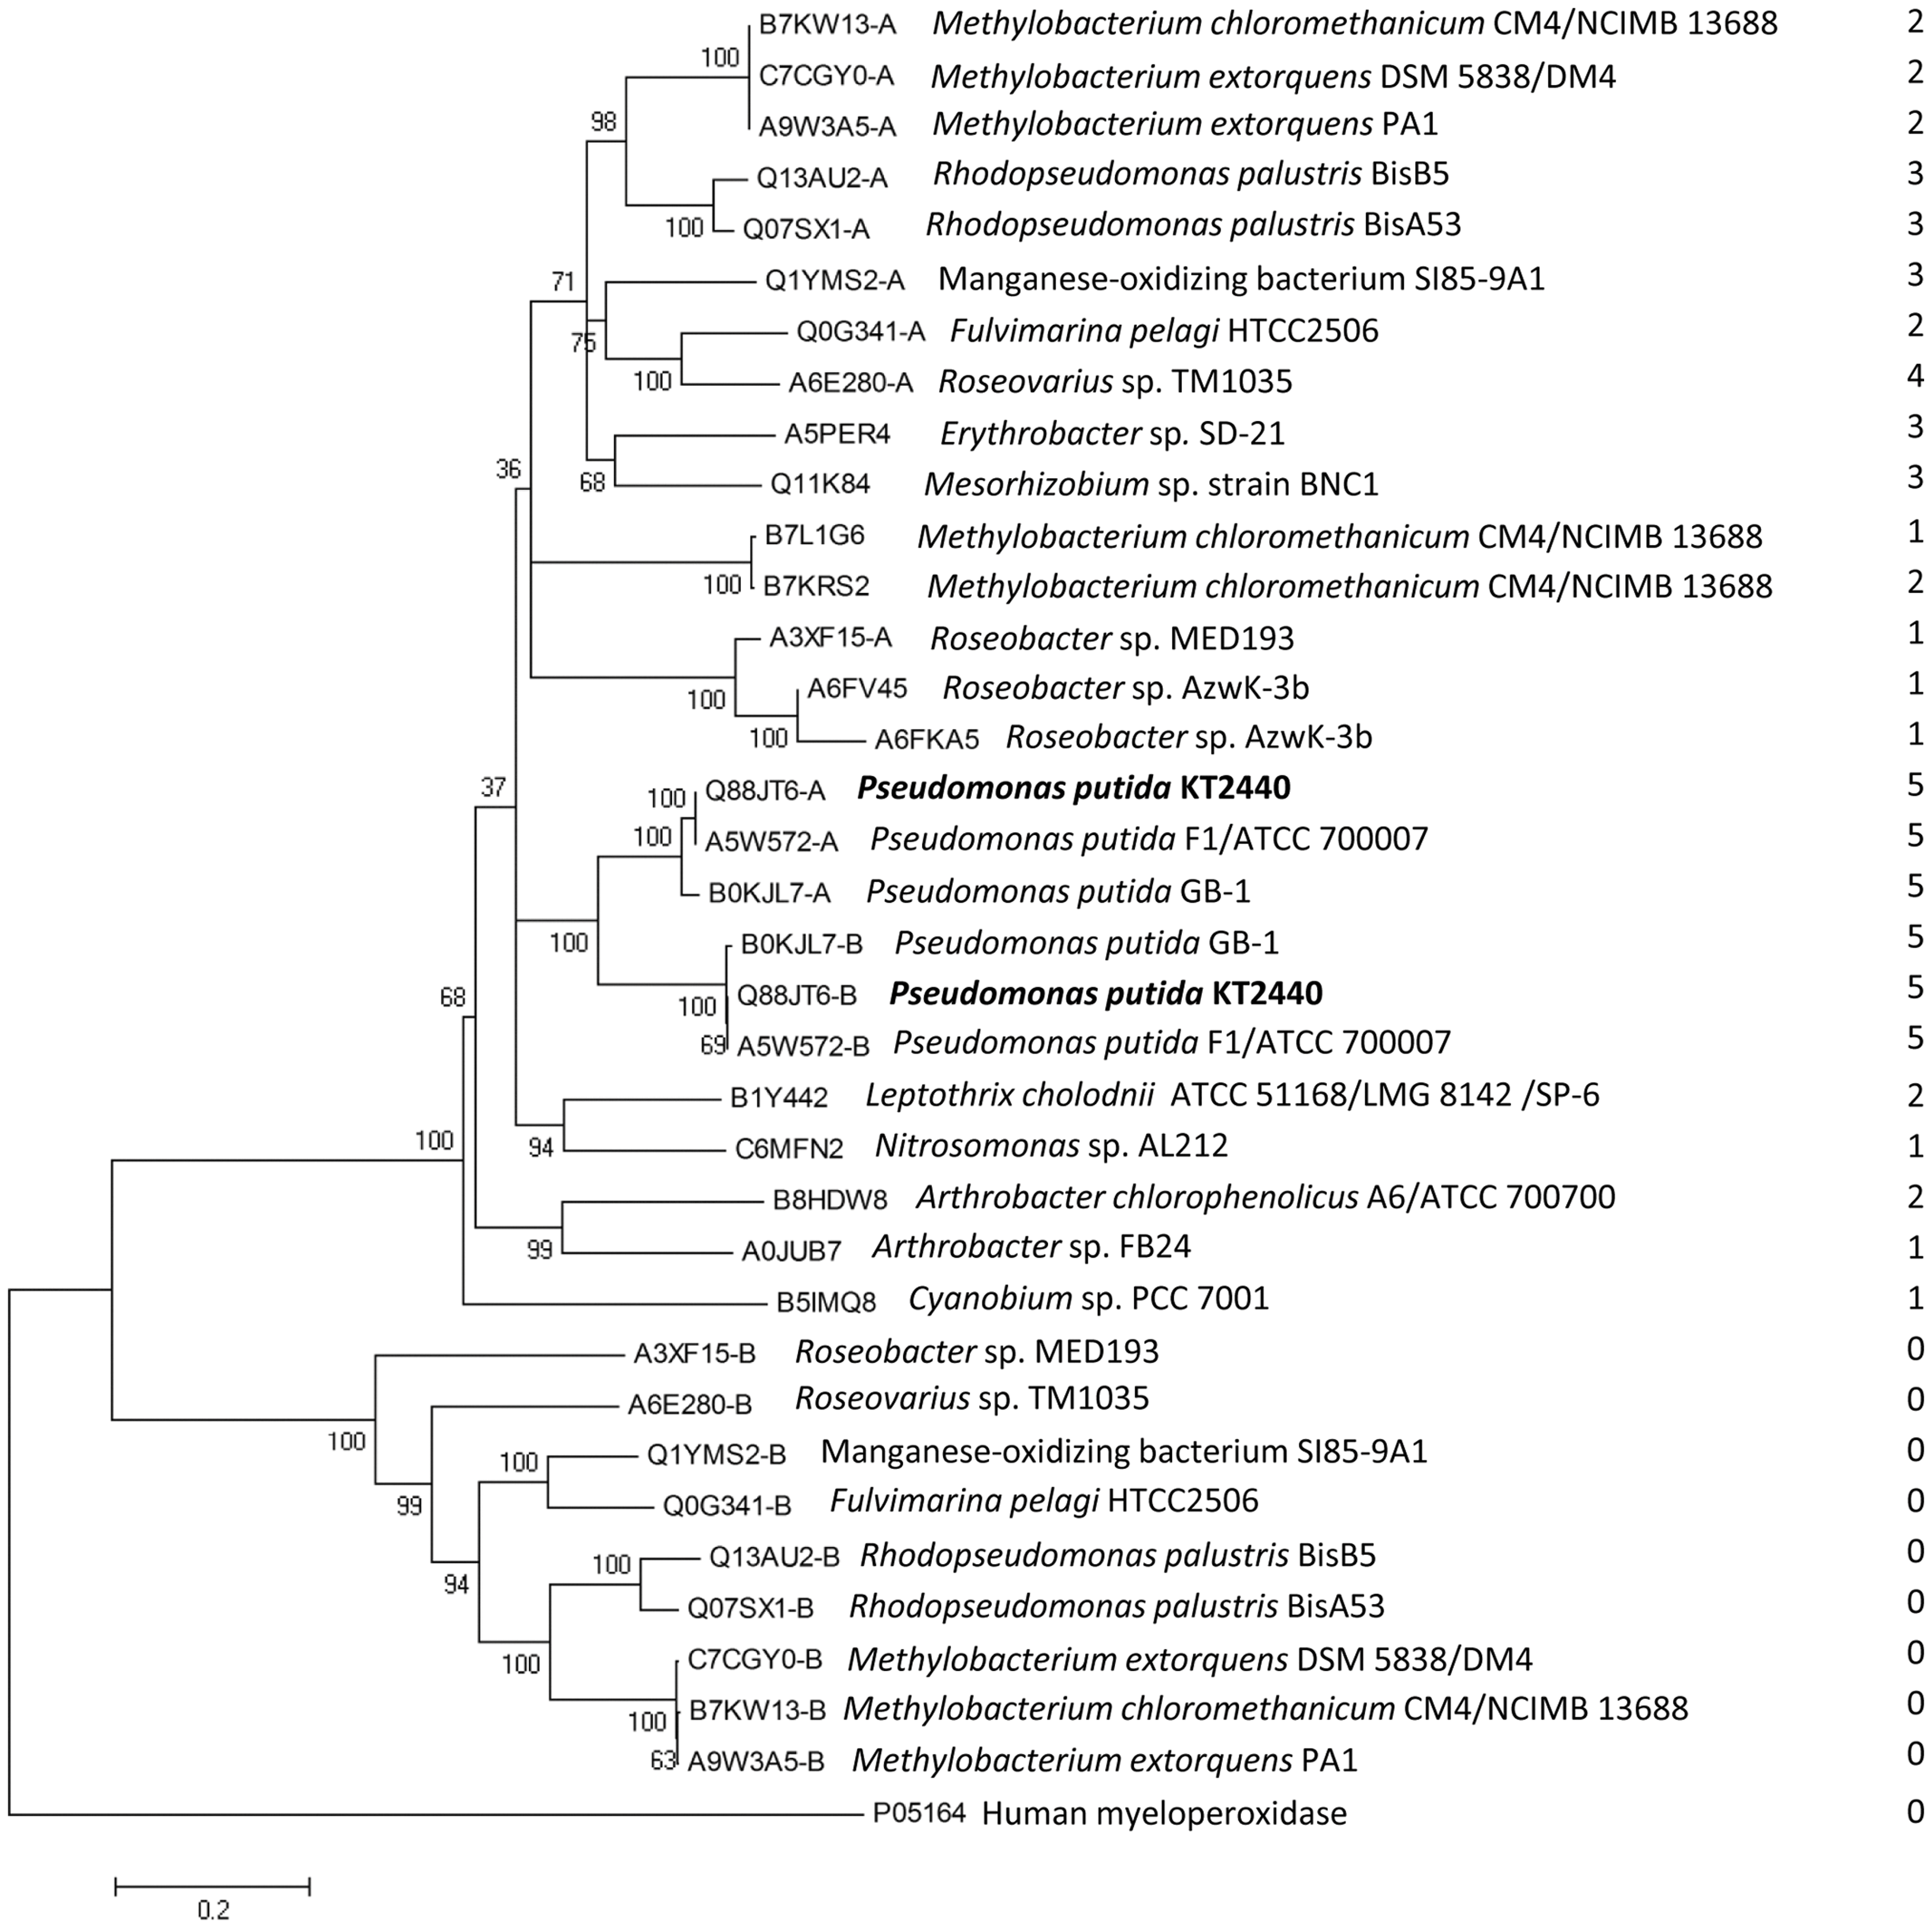 B7KW13-A Methylobacterium chloromethanicum CM4/NCIMB 13688 2
100
C7CGY0-A Methylobacterium extorquens DSM 5838/DM4 2
98
A9W3A5-A Methylobacterium extorquens PA1 2
Q13AU2-A Rhodopseudomonas palustris BisB5 3
100 Q07SX1-A Rhodopseudomonas palustris BisA53 3
71 Q1YMS2-A Manganese-oxidizing bacterium SI85-9A1 3
75 Q0G341-A Fulvimarina pelagi HTCC2506 2
100 A6E280-A Roseovarius sp. TM1035 4
A5PER4 Erythrobacter sp. SD-21 3
36
68 Q11K84 Mesorhizobium sp. strain BNC1 3
B7L1G6 Methylobacterium chloromethanicum CM4/NCIMB 13688 1
100 B7KRS2 Methylobacterium chloromethanicum CM4/NCIMB 13688 2
A3XF15-A Roseobacter sp. MED193 1
100 A6FV45 Roseobacter sp. AzwK-3b 1
100 A6FKA5 Roseobacter sp. AzwK-3b 1
37 100 Q88JT6-A Pseudomonas putida KT2440 5
100 A5W572-A Pseudomonas putida F1/ATCC 700007 5
B0KJL7-A Pseudomonas putida GB-1 5
100 B0KJL7-B Pseudomonas putida GB-1 5
68 100 Q88JT6-B Pseudomonas putida KT2440 5
69 A5W572-B Pseudomonas putida F1/ATCC 700007 5
B1Y442 Leptothrix cholodnii ATCC 51168/LMG 8142 /SP-6 2
100 94 C6MFN2 Nitrosomonas sp. AL212 1
B8HDW8 Arthrobacter chlorophenolicus A6/ATCC 700700 2
99 A0JUB7 Arthrobacter sp. FB24 1
B5IMQ8 Cyanobium sp. PCC 7001 1
A3XF15-B Roseobacter sp. MED193 0
A6E280-B Roseovarius sp. TM1035 0
100
100 Q1YMS2-B Manganese-oxidizing bacterium SI85-9A1 0
99 Q0G341-B Fulvimarina pelagi HTCC2506 0
100 Q13AU2-B Rhodopseudomonas palustris BisB5 0
94
Q07SX1-B Rhodopseudomonas palustris BisA53 0
100 C7CGY0-B Methylobacterium extorquens DSM 5838/DM4 0
100 B7KW13-B Methylobacterium chloromethanicum CM4/NCIMB 13688 0
63 A9W3A5-B Methylobacterium extorquens PA1 0
P05164 Human myeloperoxidase 0
0.2